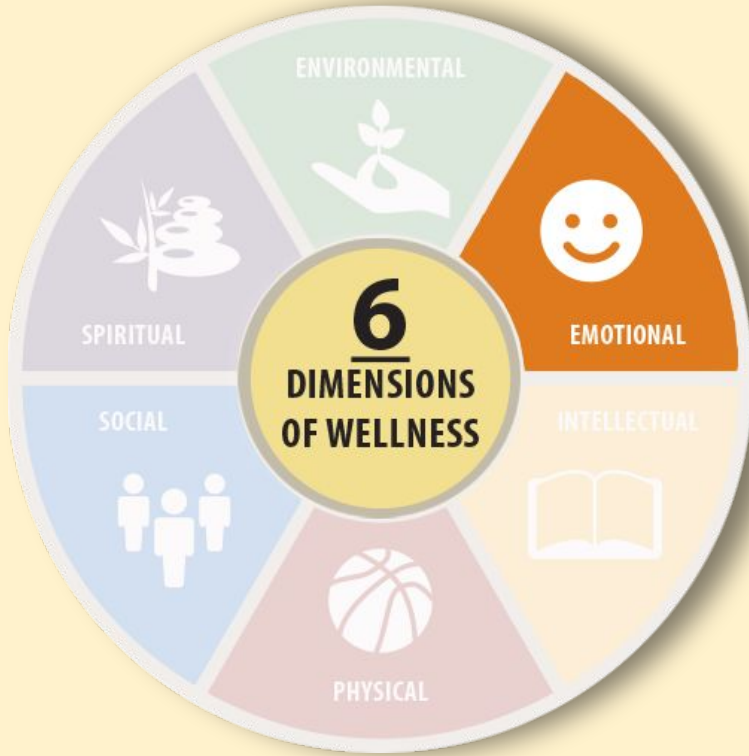 ENVIRONMENTAL
EMOTIONAL
INTELLECTUAL
PHYSICAL
SOCIAL
SPIRITUAL
6
DIMENSIONS
OF WELLNESS